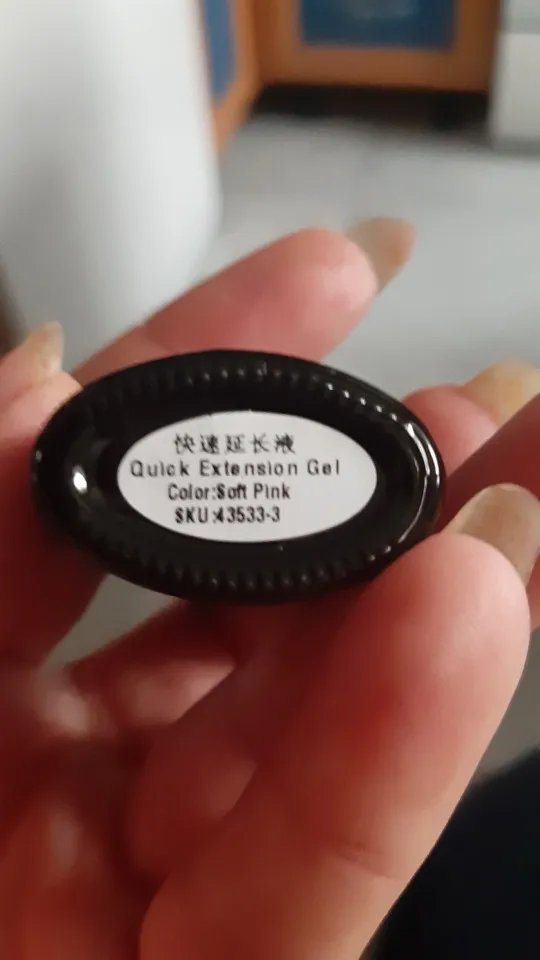 快速延长液
Quick Extension Gel
Color:Soft Pink
SKU:43533-3